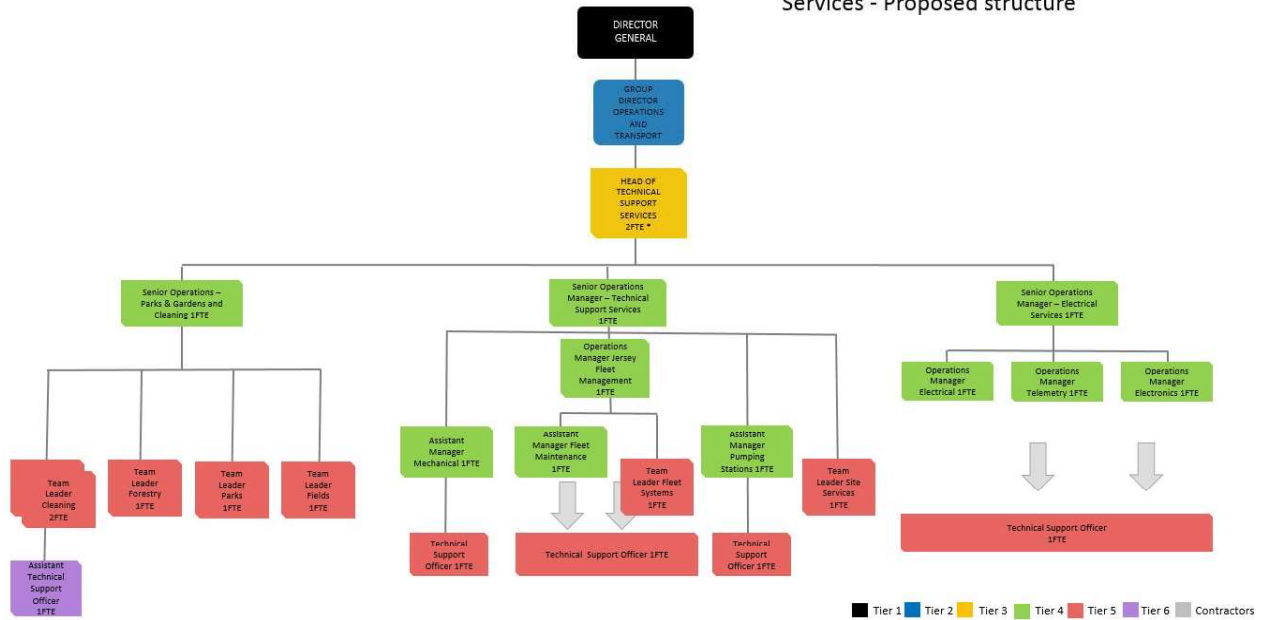 Services - Proposed structure
DIRECTOR
GENERAL
GROUP
DIRECTOR
OPERATIONS
AND
TRANSPORT
HEAD OF
TECHNICAL
SUPPORT
SERVICES
2FTE *
Senior Operations –
Parks & Gardens and
Cleaning 1FTE
Senior Operations
Manager – Technical
Support Services
1FTE
Senior Operations
Manager – Electrical
Services 1FTE
Operations
Manager Jersey
Fleet
Management
1FTE
Operations
Manager
Electrical 1FTE
Operations
Manager
Telemetry 1FTE
Operations
Manager
Electronics 1FTE
Assistant
Manager
Mechanical 1FTE
Assistant
Manager Fleet
Maintenance
1FTE
Assistant
Manager
Pumping
Stations 1FTE
Team
Leader
Cleaning
2FTE
Team
Leader
Forestry
1FTE
Team
Leader
Parks
1FTE
Team
Leader
Fields
1FTE
Team
Leader Fleet
Systems
1FTE
Team
Leader Site
Services
1FTE
Technical
Support
Officer 1FTE
Technical Support Officer 1FTE
Technical
Support
Officer 1FTE
Technical Support Officer
1FTE
Assistant
Technical
Support
Officer
1FTE
Tier 1
Tier 2
Tier 3
Tier 4
Tier 5
Tier 6
Contractors